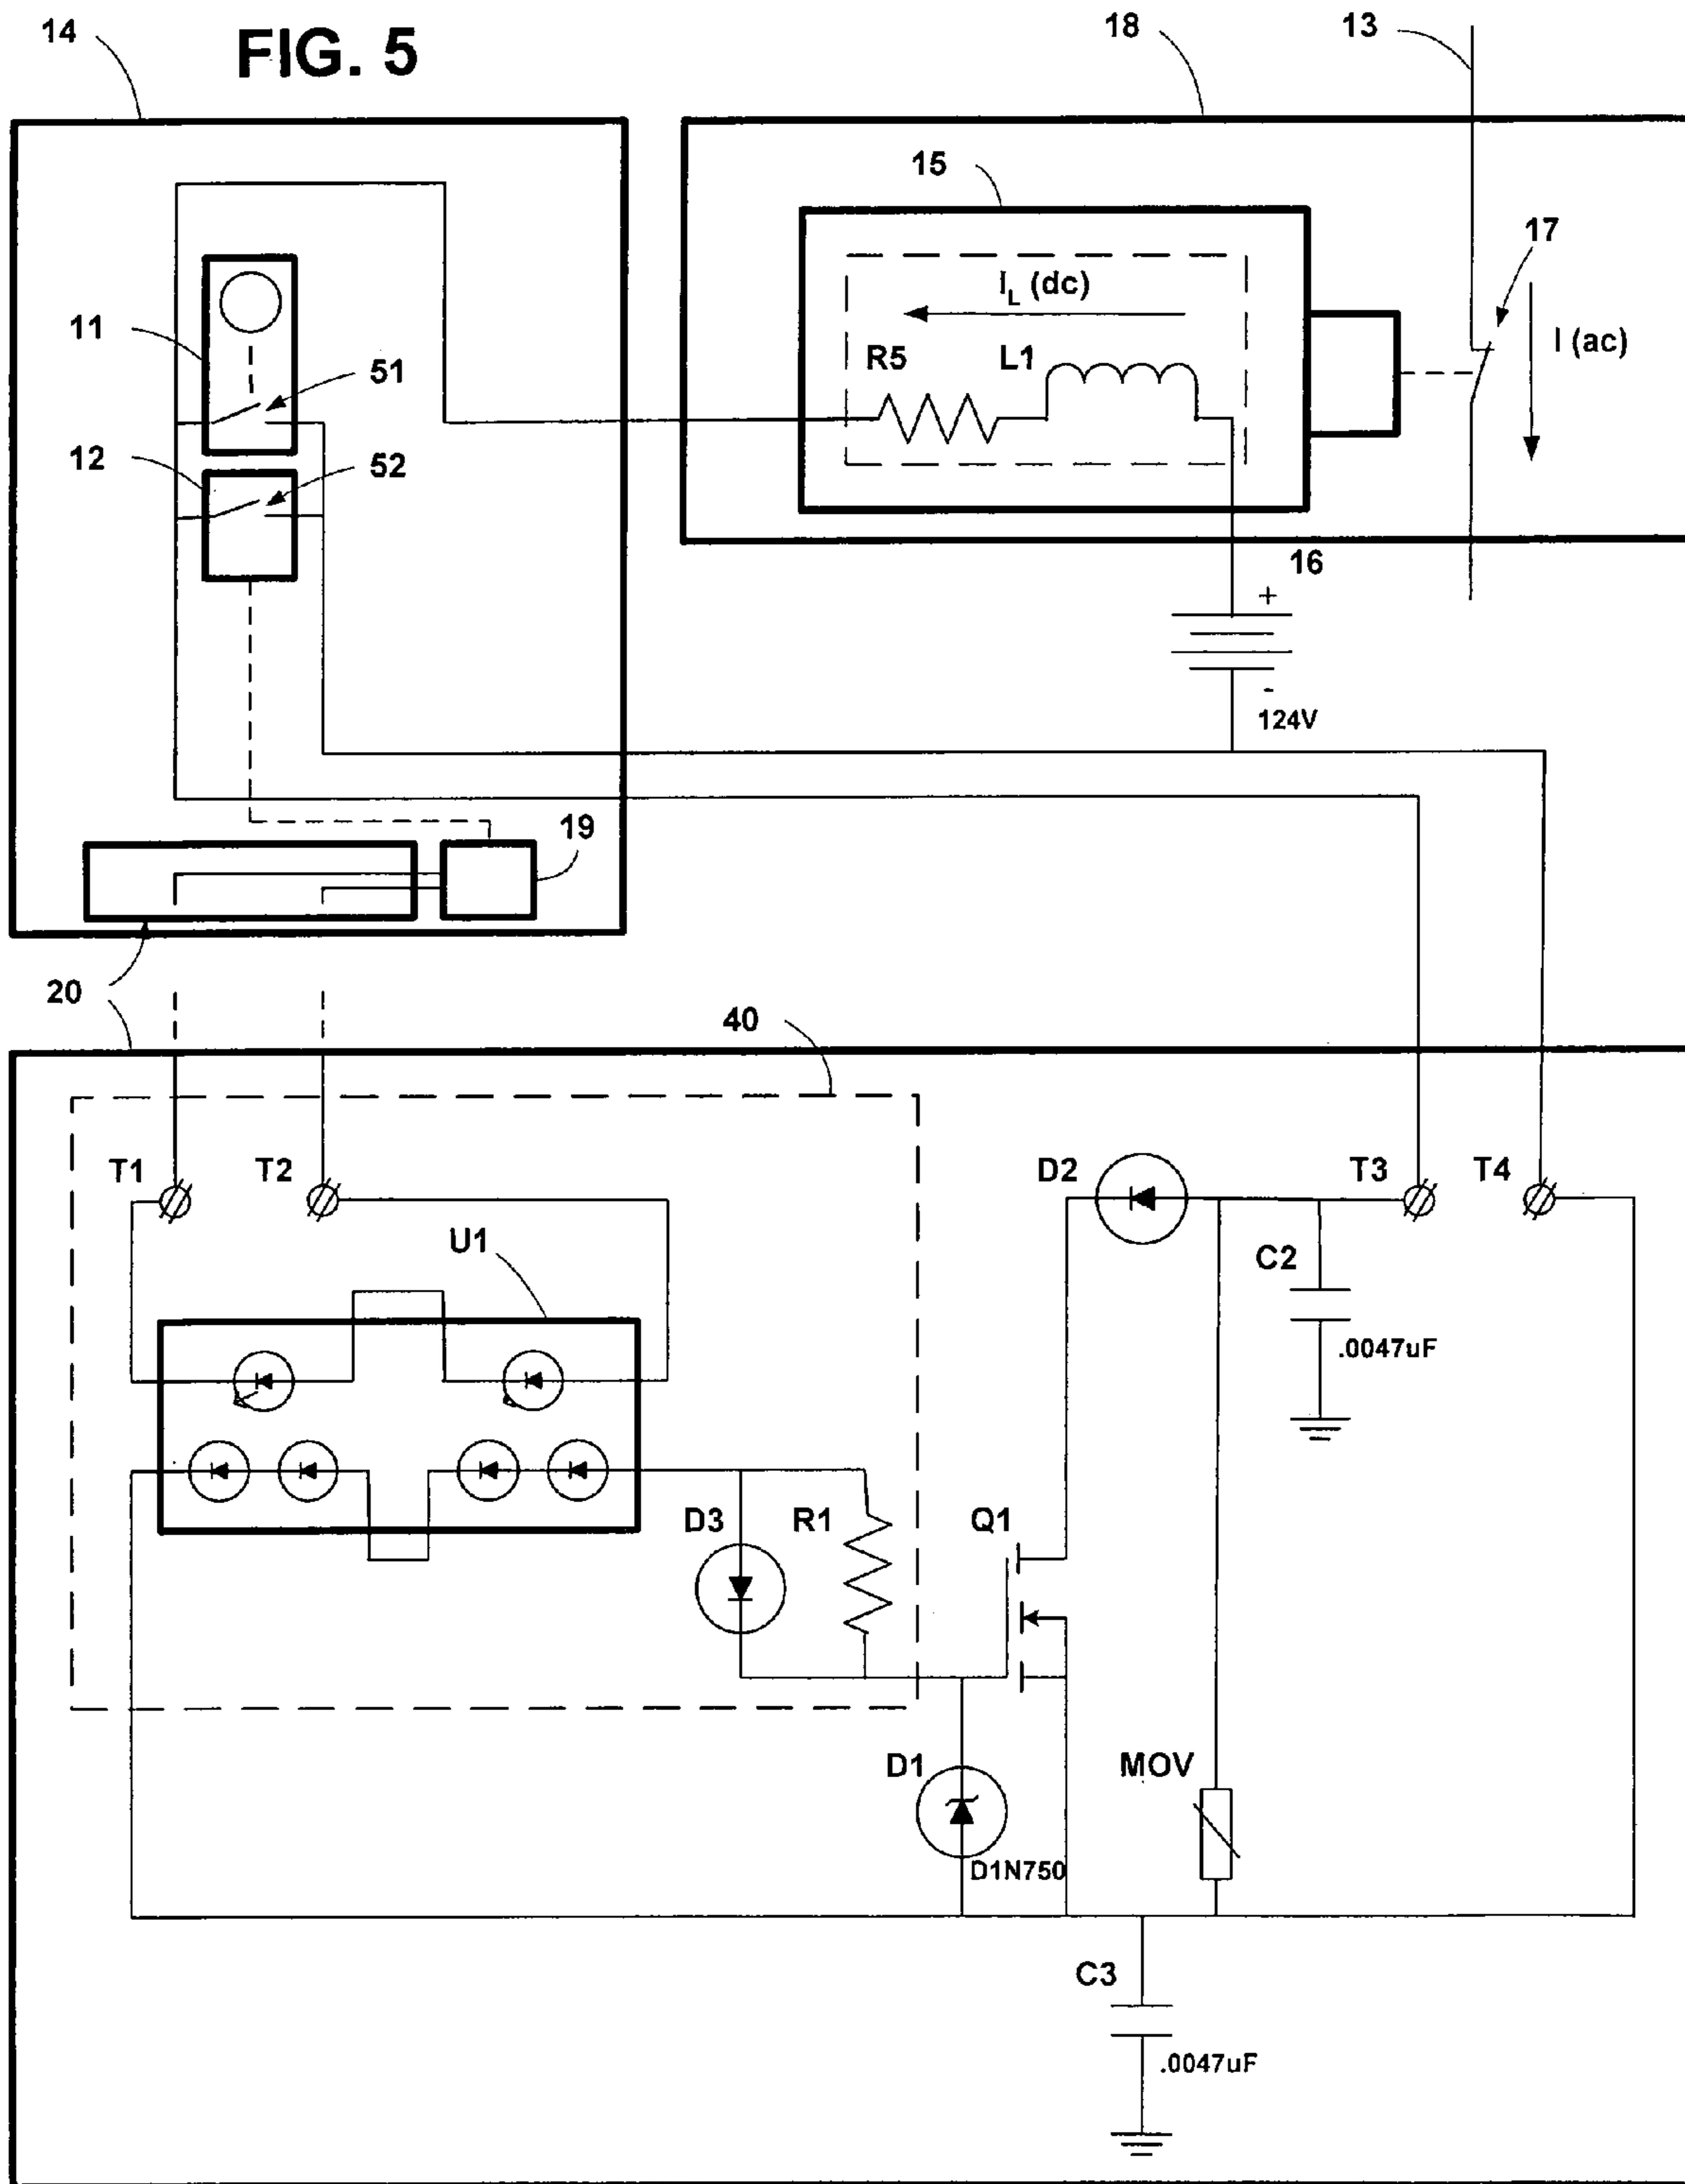 FIG. 5
14
18
13
15
17
I_L (dc)
I (ac)
11
51
R5
L1
12
52
16
+
-
124V
19
20
40
T1
T2
D2
T3
T4
U1
C2
.0047uF
D3
R1
Q1
D1
MOV
D1N750
C3
.0047uF